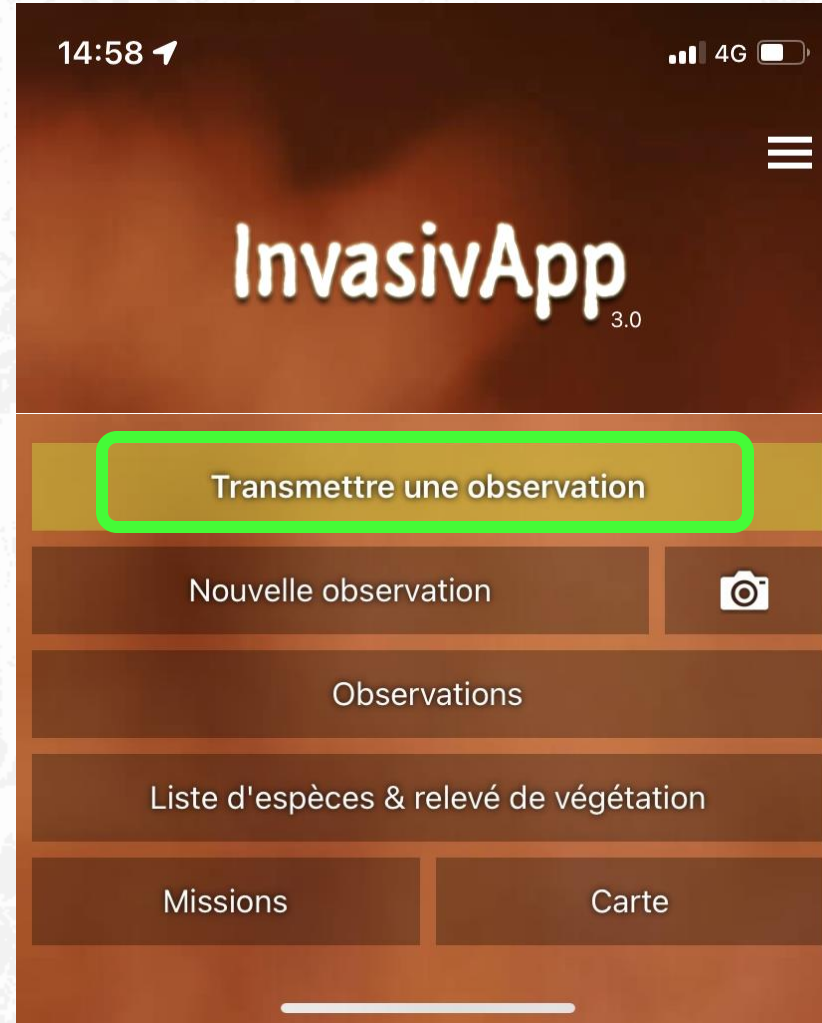 14:58
4G
InvasivApp
3.0
Transmettre une observation
Nouvelle observation
Observations
Liste d'espèces & relevé de végétation
Missions
Carte